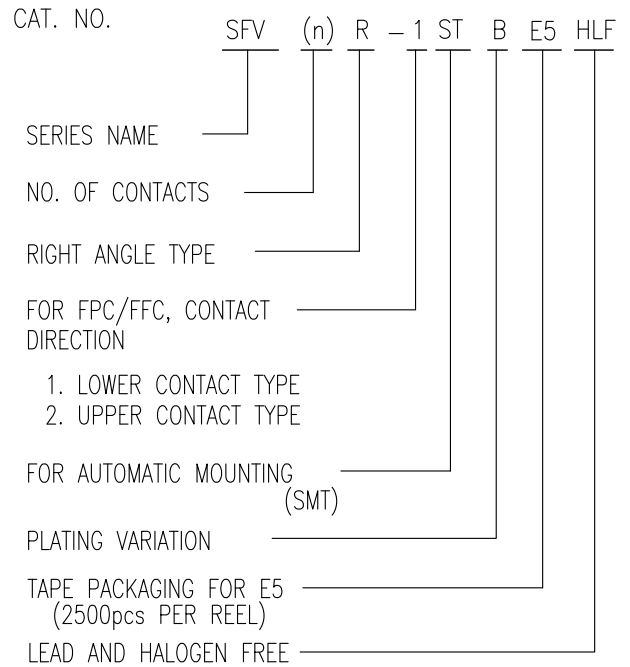 CAT. NO.
SFV (n) R - 1 ST B E5 HLF
SERIES NAME
NO. OF CONTACTS
RIGHT ANGLE TYPE
FOR FPC/FFC, CONTACT
DIRECTION
1. LOWER CONTACT TYPE
2. UPPER CONTACT TYPE
FOR AUTOMATIC MOUNTING
(SMT)
PLATING VARIATION
TAPE PACKAGING FOR E5
(2500pcs PER REEL)
LEAD AND HALOGEN FREE